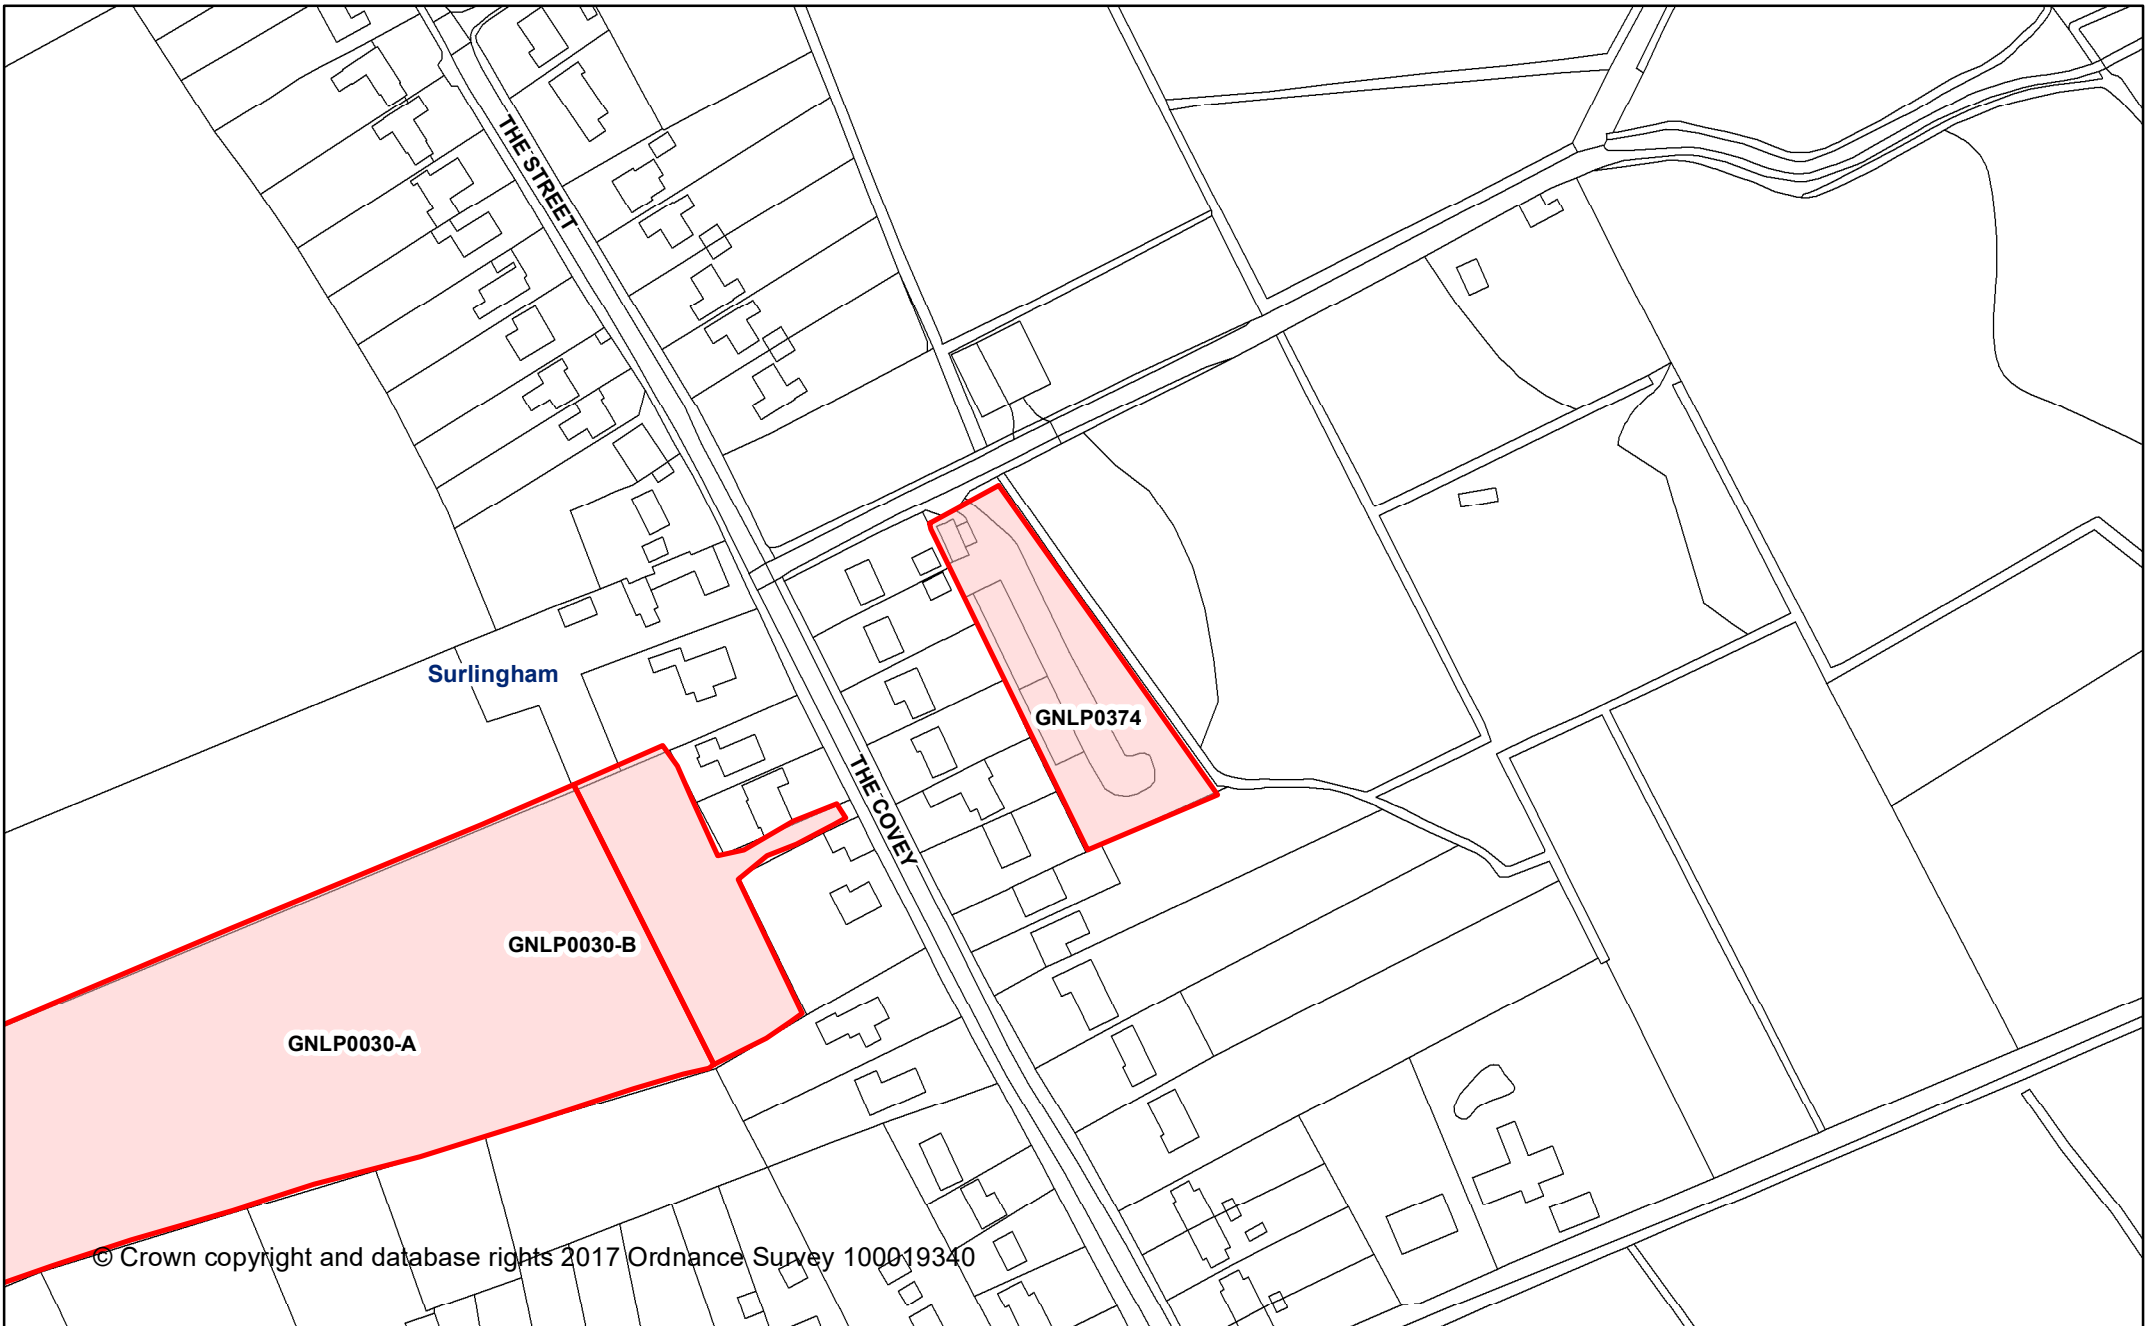 THE STREET
Surlingham
GNLP0374
THE COVEY
GNLP0030-B
GNLP0030-A
© Crown copyright and database rights 2017 Ordnance Survey 100019340